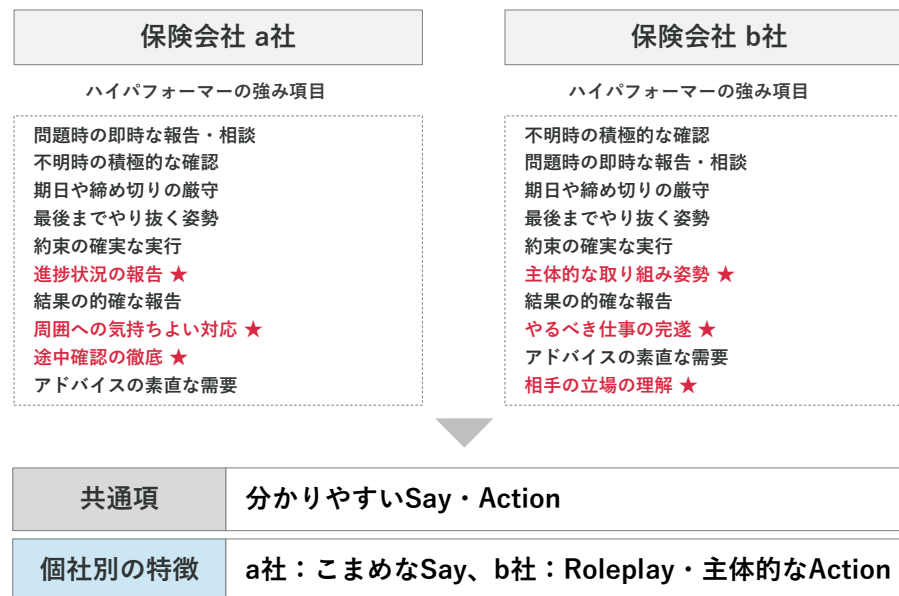 保険会社 a社
ハイパフォーマーの強み項目
問題時の即時な報告・相談
不明時の積極的な確認
期日や締め切りの厳守
最後までやり抜く姿勢
約束の確実な実行
進捗状況の報告 ★
結果の的確な報告
周囲への気持ちよい対応 ★
途中確認の徹底 ★
アドバイスの素直な需要
保険会社 b社
ハイパフォーマーの強み項目
不明時の積極的な確認
問題時の即時な報告・相談
期日や締め切りの厳守
最後までやり抜く姿勢
約束の確実な実行
主体的な取り組み姿勢 ★
結果の的確な報告
やるべき仕事の完遂 ★
アドバイスの素直な需要
相手の立場の理解 ★
共通項
分かりやすいSay・Action
個社別の特徴
a社：こまめなSay、b社：Roleplay・主体的なAction